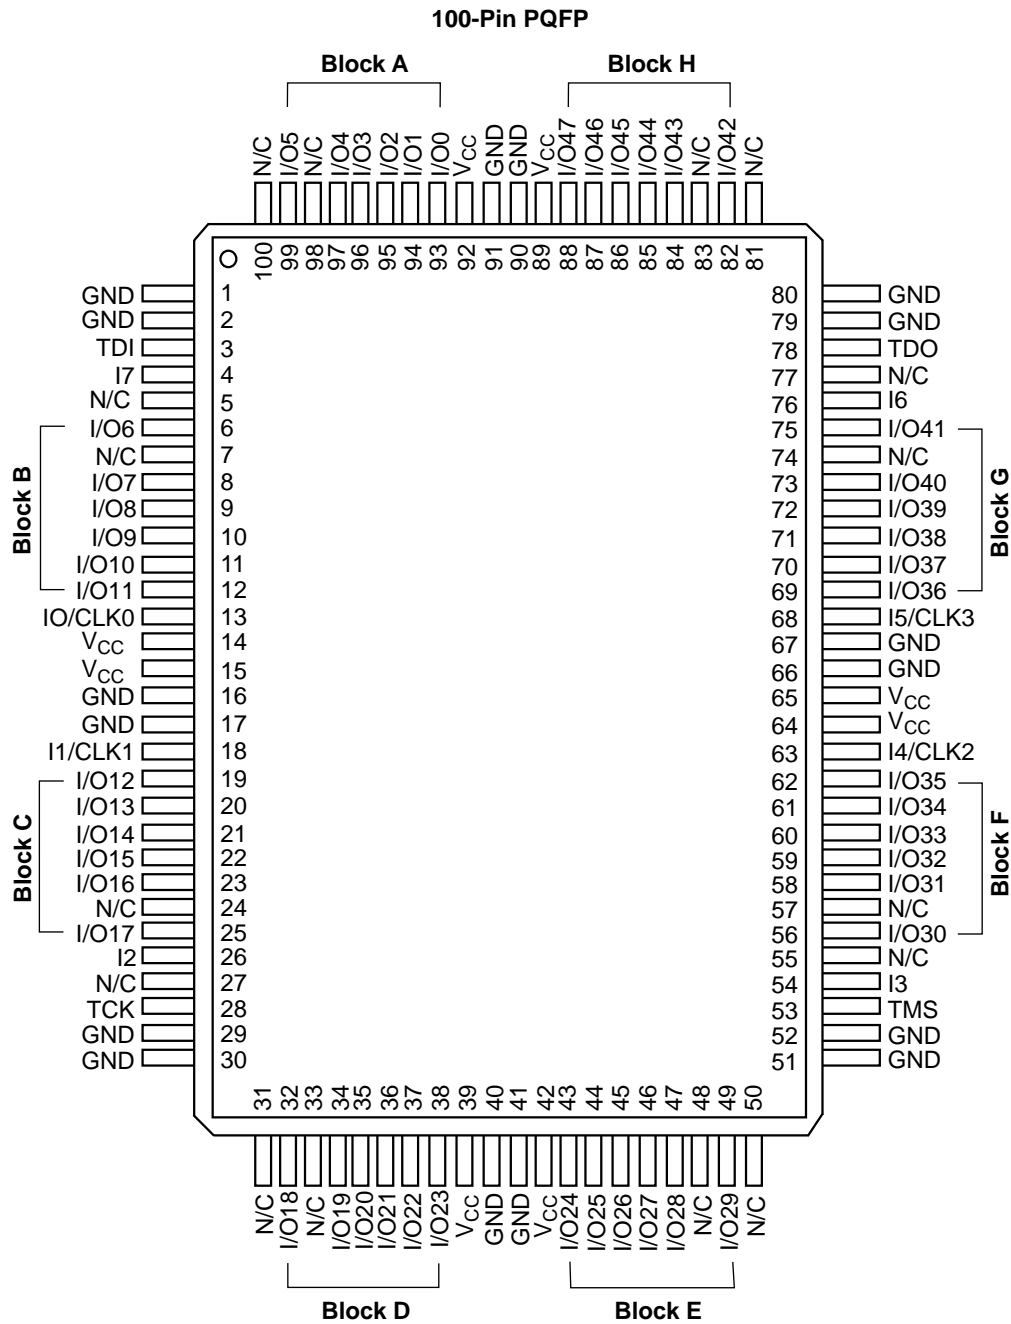 100-Pin PQFP
Block A
Block H
N/C I/O5 N/C I/O4 I/O3 I/O2 I/O1 I/O0 VCC GND GND VCC I/O47 I/O46 I/O45 I/O44 I/O43 N/C I/O42 N/C
100 99 98 97 96 95 94 93 92 91 90 89 88 87 86 85 84 83 82 81
GND 1 80 GND
GND 2 79 GND
TDI 3 78 TDO
I7 4 77 N/C
N/C 5 76 I6
I/O6 6 75 I/O41
N/C 7 74 N/C
I/O7 8 73 I/O40
I/O8 9 72 I/O39
I/O9 10 71 I/O38
I/O10 11 70 I/O37
I/O11 12 69 I/O36
Block B
Block G
IO/CLK0 13 68 I5/CLK3
VCC 14 67 GND
VCC 15 66 GND
GND 16 65 VCC
GND 17 64 VCC
I1/CLK1 18 63 I4/CLK2
I/O12 19 62 I/O35
I/O13 20 61 I/O34
I/O14 21 60 I/O33
I/O15 22 59 I/O32
I/O16 23 58 I/O31
N/C 24 57 N/C
I/O17 25 56 I/O30
Block C
Block F
I2 26 55 N/C
N/C 27 54 I3
TCK 28 53 TMS
GND 29 52 GND
GND 30 51 GND
31 32 33 34 35 36 37 38 39 40 41 42 43 44 45 46 47 48 49 50
N/C I/O18 N/C I/O19 I/O20 I/O21 I/O22 I/O23 VCC GND GND VCC I/O24 I/O25 I/O26 I/O27 I/O28 N/C I/O29 N/C
Block D
Block E